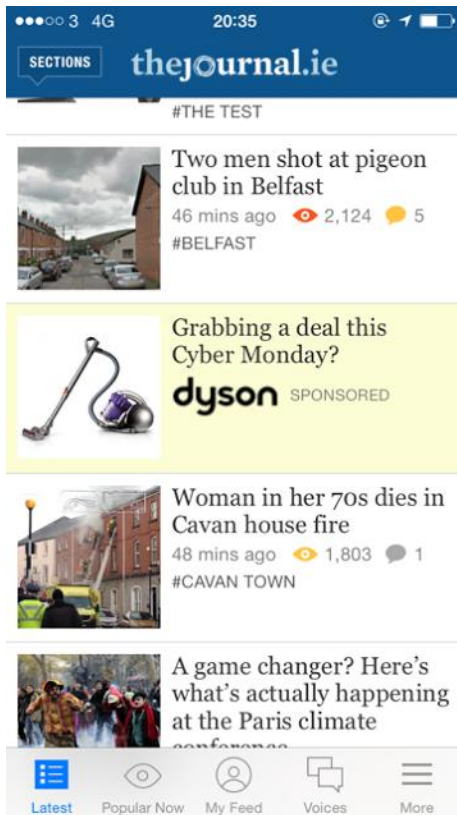 3 4G 20:35
SECTIONS
thejournal.ie
#THE TEST
Two men shot at pigeon
club in Belfast
46 mins ago 2,124 5
#BELFAST
Grabbing a deal this
Cyber Monday?
dyson SPONSORED
Woman in her 70s dies in
Cavan house fire
48 mins ago 1,803 1
#CAVAN TOWN
A game changer? Here's
what's actually happening
at the Paris climate
conference
Latest Popular Now My Feed Voices More